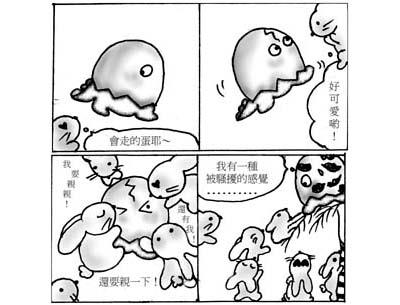 會走的蛋耶~
好可愛喲！
我要親親！
還有我！
還要親一下！
我有一種
被騷擾的感覺
………………